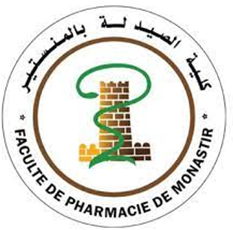 كلية الصيدلة بالمنستير
FACULTE DE PHARMACIE DE MONASTIR